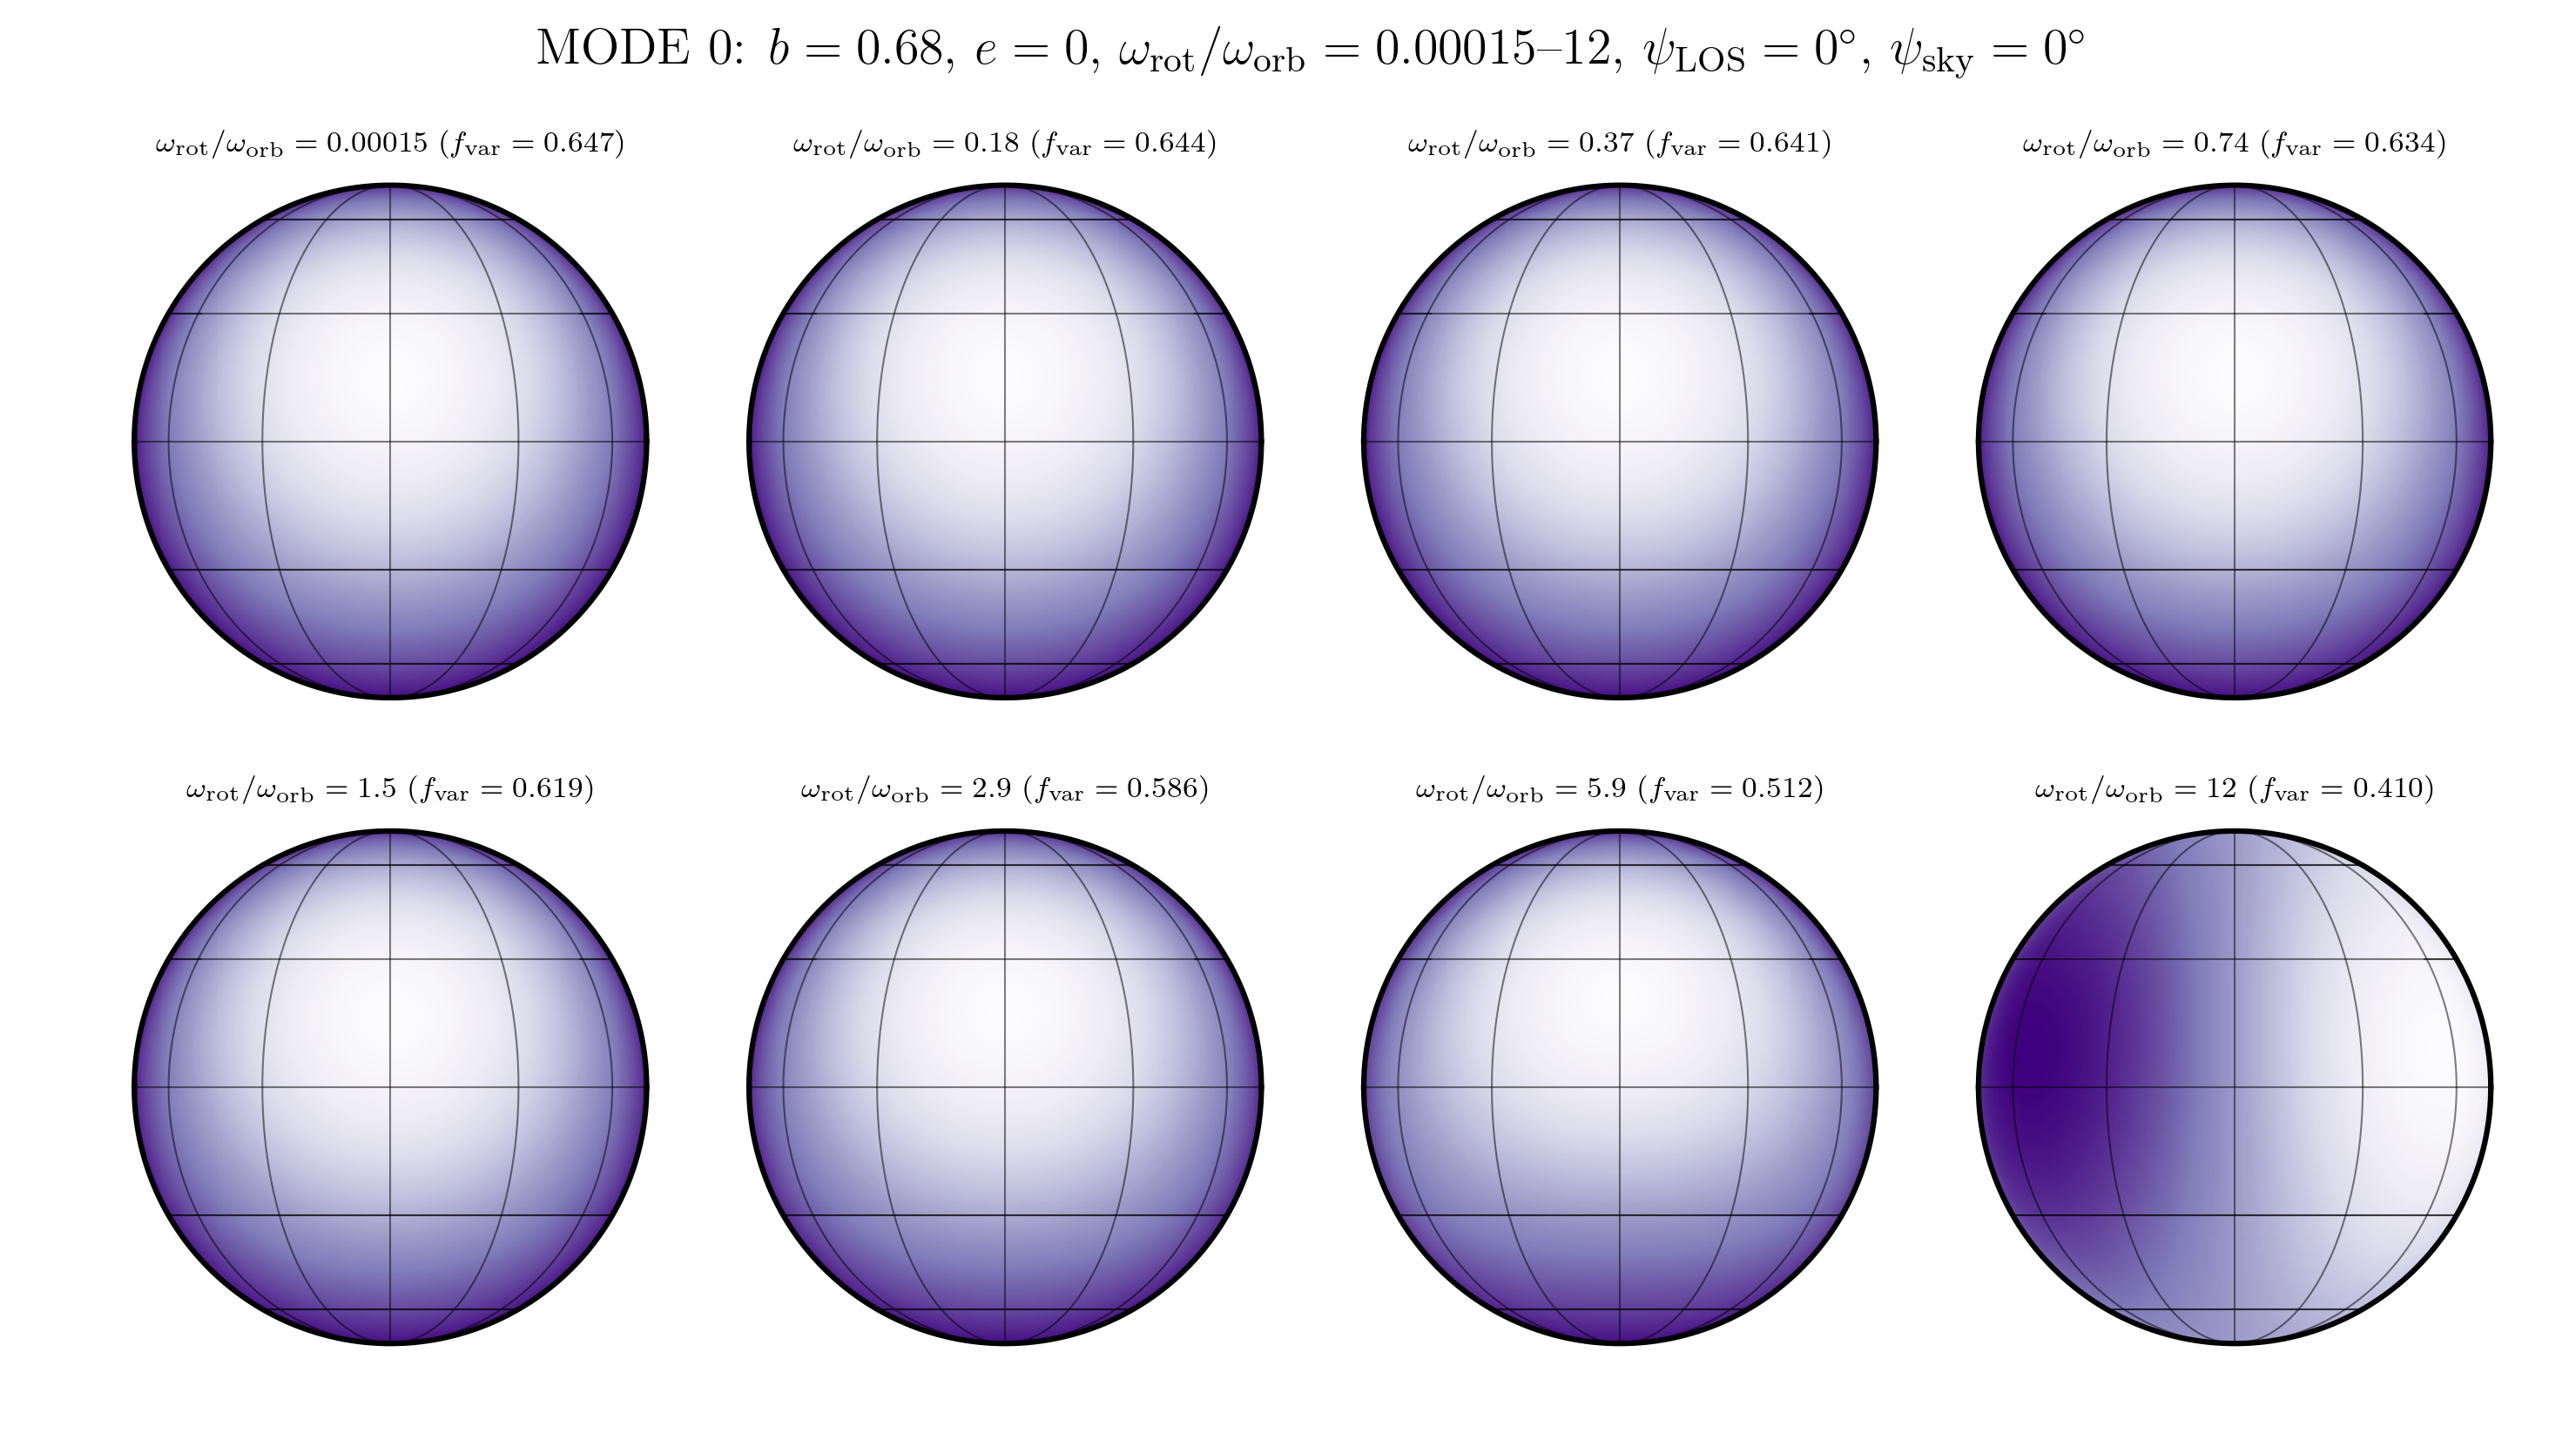 MODE 0: b = 0.68, e = 0, ω_rot/ω_orb = 0.00015–12, ψ_LOS = 0°, ψ_sky = 0°
ω_rot/ω_orb = 0.00015 (f_var = 0.647)
ω_rot/ω_orb = 0.18 (f_var = 0.644)
ω_rot/ω_orb = 0.37 (f_var = 0.641)
ω_rot/ω_orb = 0.74 (f_var = 0.634)
ω_rot/ω_orb = 1.5 (f_var = 0.619)
ω_rot/ω_orb = 2.9 (f_var = 0.586)
ω_rot/ω_orb = 5.9 (f_var = 0.512)
ω_rot/ω_orb = 12 (f_var = 0.410)